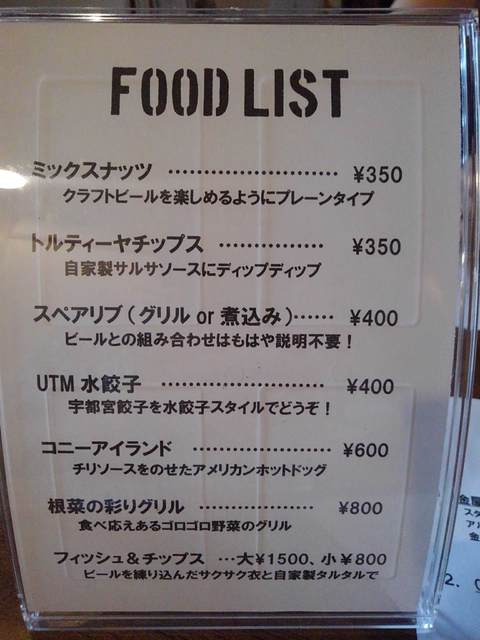 FOOD LIST
ミックスナッツ ………………………… ¥350
クラフトビールを楽しめるようにプレーンタイプ
トルティーヤチップス ……………… ¥350
自家製サルサソースにディップディップ
スペアリブ（グリル or 煮込み）…… ¥400
ビールとの組み合わせはもはや説明不要！
UTM 水餃子 ……………………… ¥400
宇都宮餃子を水餃子スタイルでどうぞ！
コニーアイランド ………………… ¥600
チリソースをのせたアメリカンホットドッグ
根菜の彩りグリル ………………… ¥800
食べ応えあるゴロゴロ野菜のグリル
フィッシュ＆チップス …大¥1500、小¥800
ビールを練り込んだサクサク衣と自家製タルタルで